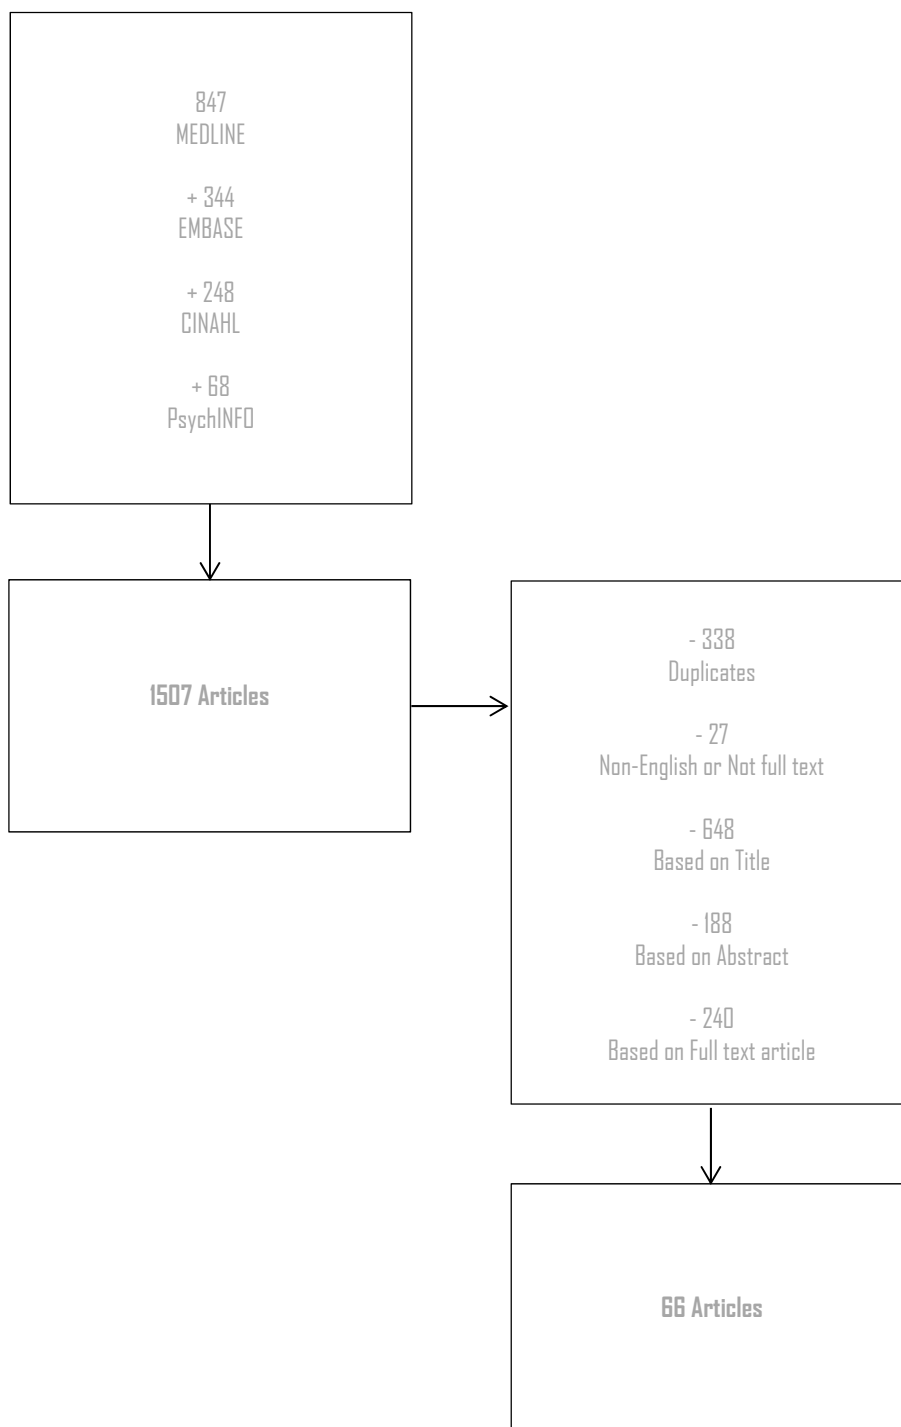 847
MEDLINE
+ 344
EMBASE
+ 248
CINAHL
+ 68
PsychINFO
1507 Articles
- 338
Duplicates
- 27
Non-English or Not full text
- 648
Based on Title
- 188
Based on Abstract
- 240
Based on Full text article
66 Articles